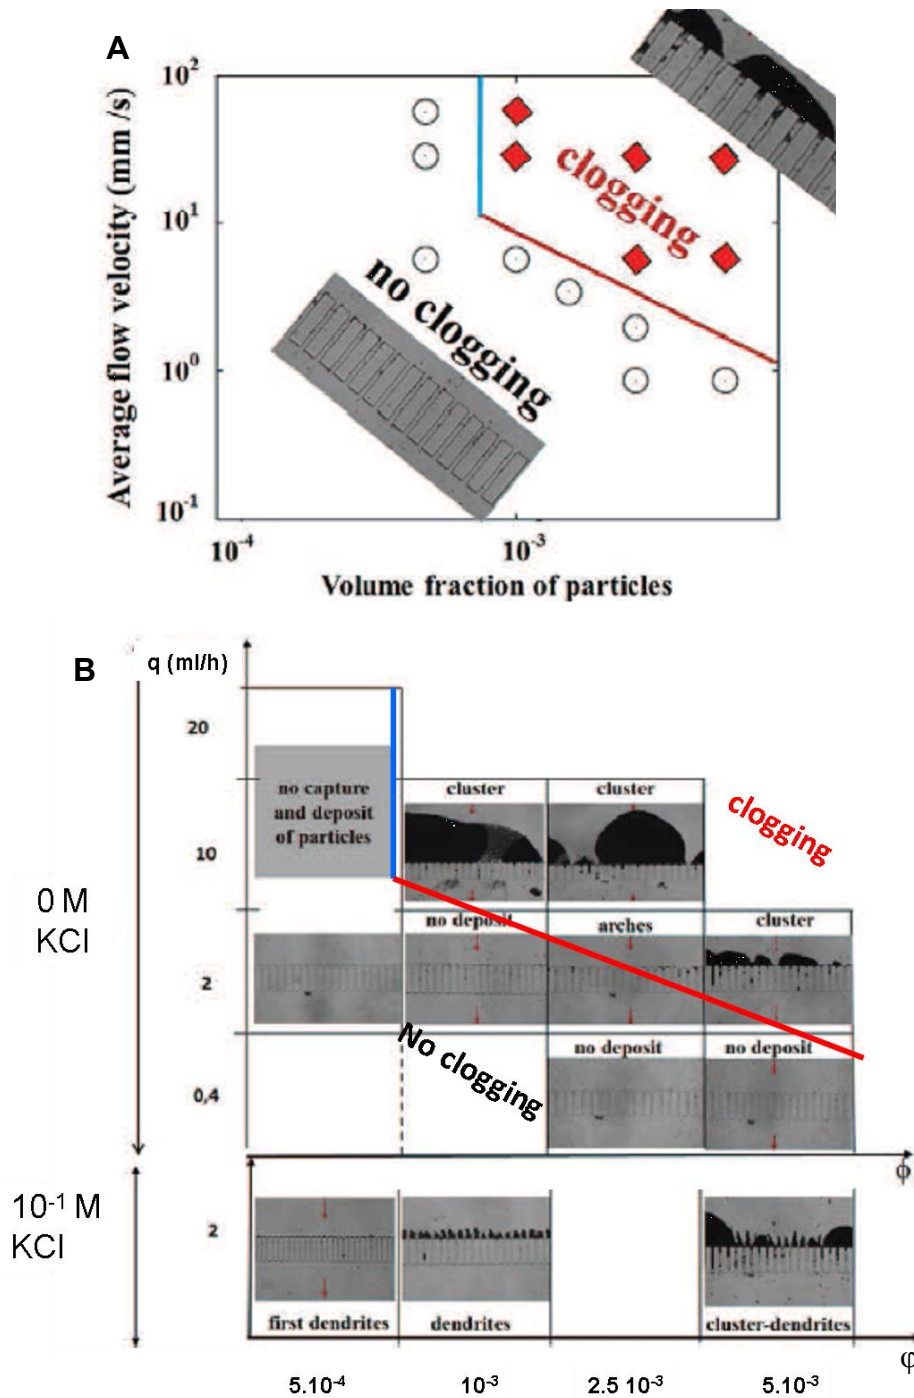 A
10²
10¹
10⁰
10⁻¹
Average flow velocity (mm /s)
clogging
no clogging
10⁻⁴
10⁻³
Volume fraction of particles
B
q (ml/h)
20
no capture
and deposit
of particles
cluster
cluster
clogging
10
0 M
KCl
no deposit
arches
cluster
2
No clogging
no deposit
no deposit
0,4
ϕ
10⁻¹ M
KCl
2
first dendrites
dendrites
cluster-dendrites
φ
5.10⁻⁴
10⁻³
2.5 10⁻³
5.10⁻³